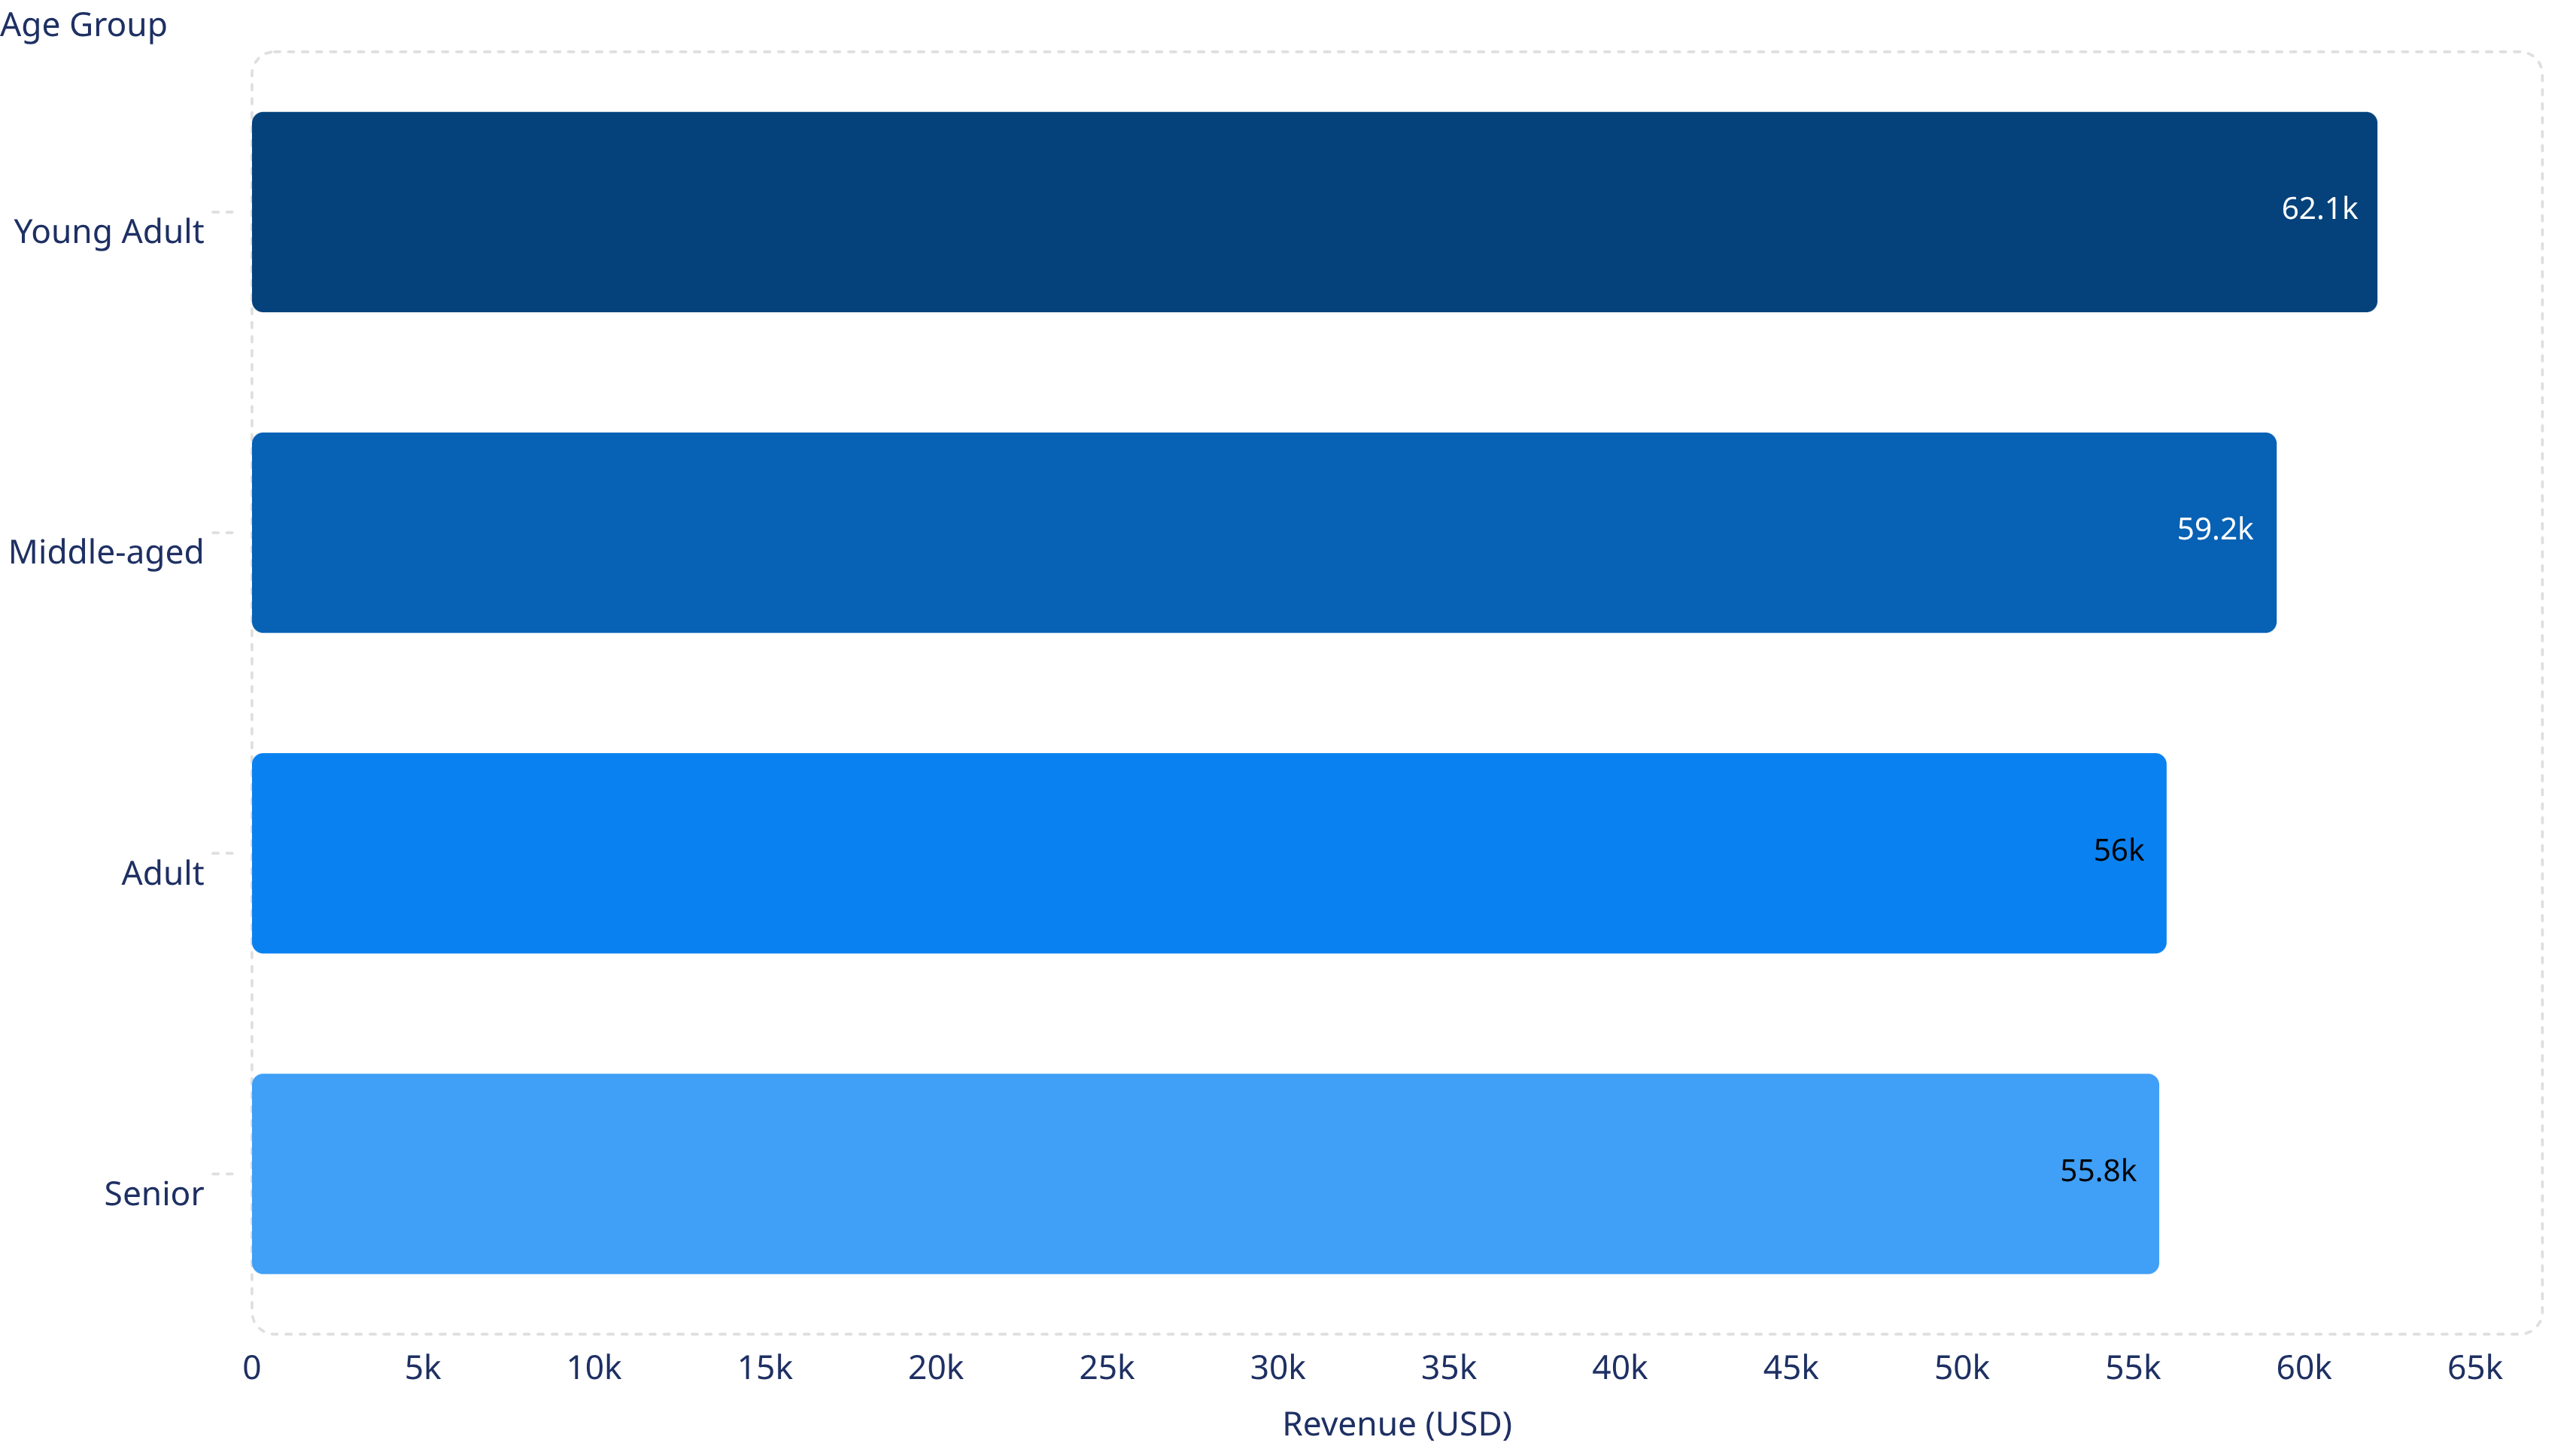 Age Group
Young Adult
62.1k
Middle-aged
59.2k
Adult
56k
Senior
55.8k
0 5k 10k 15k 20k 25k 30k 35k 40k 45k 50k 55k 60k 65k
Revenue (USD)